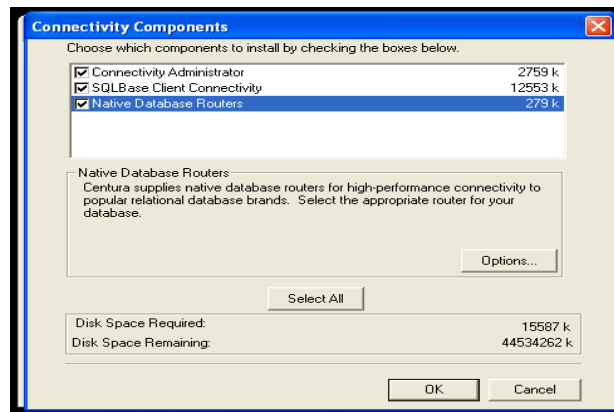 Connectivity Components
Choose which components to install by checking the boxes below.
Connectivity Administrator 2759 k
SQLBase Client Connectivity 12553 k
Native Database Routers 279 k
Native Database Routers
Centura supplies native database routers for high-performance connectivity to
popular relational database brands. Select the appropriate router for your
database.
Options...
Select All
Disk Space Required: 15587 k
Disk Space Remaining: 44534262 k
OK Cancel